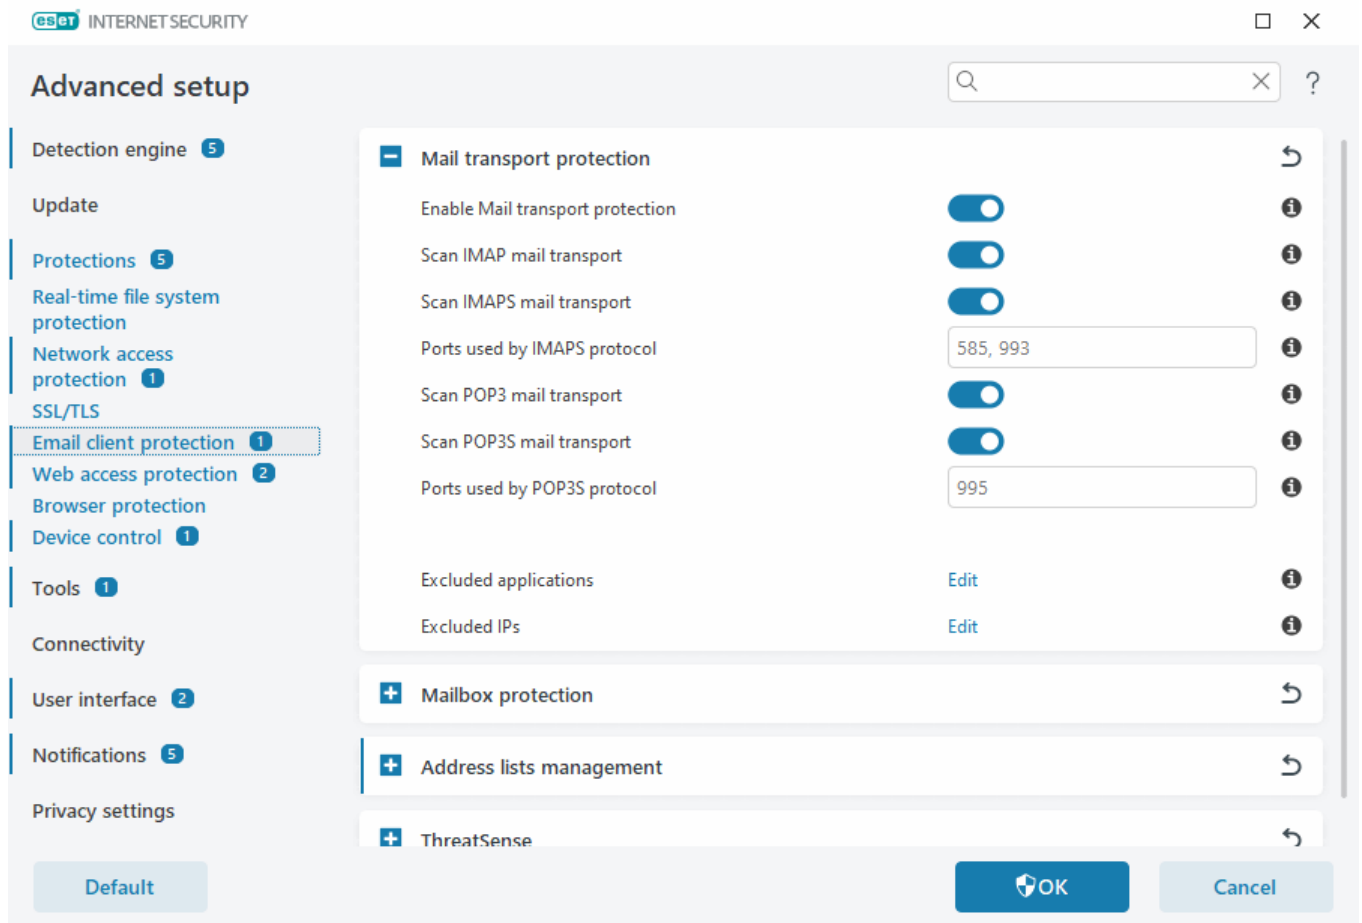 eset INTERNET SECURITY
Advanced setup
?
Detection engine 5
Update
Protections 5
Real-time file system
protection
Network access
protection 1
SSL/TLS
Email client protection 1
Web access protection 2
Browser protection
Device control 1
Tools 1
Connectivity
User interface 2
Notifications 5
Privacy settings
Mail transport protection
Enable Mail transport protection
Scan IMAP mail transport
Scan IMAPS mail transport
Ports used by IMAPS protocol 585, 993
Scan POP3 mail transport
Scan POP3S mail transport
Ports used by POP3S protocol 995
Excluded applications Edit
Excluded IPs Edit
Mailbox protection
Address lists management
ThreatSense
Default
OK
Cancel